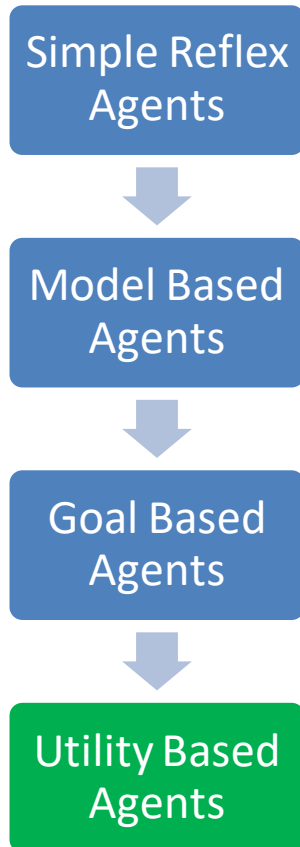 Simple Reflex
Agents
Model Based
Agents
Goal Based
Agents
Utility Based
Agents